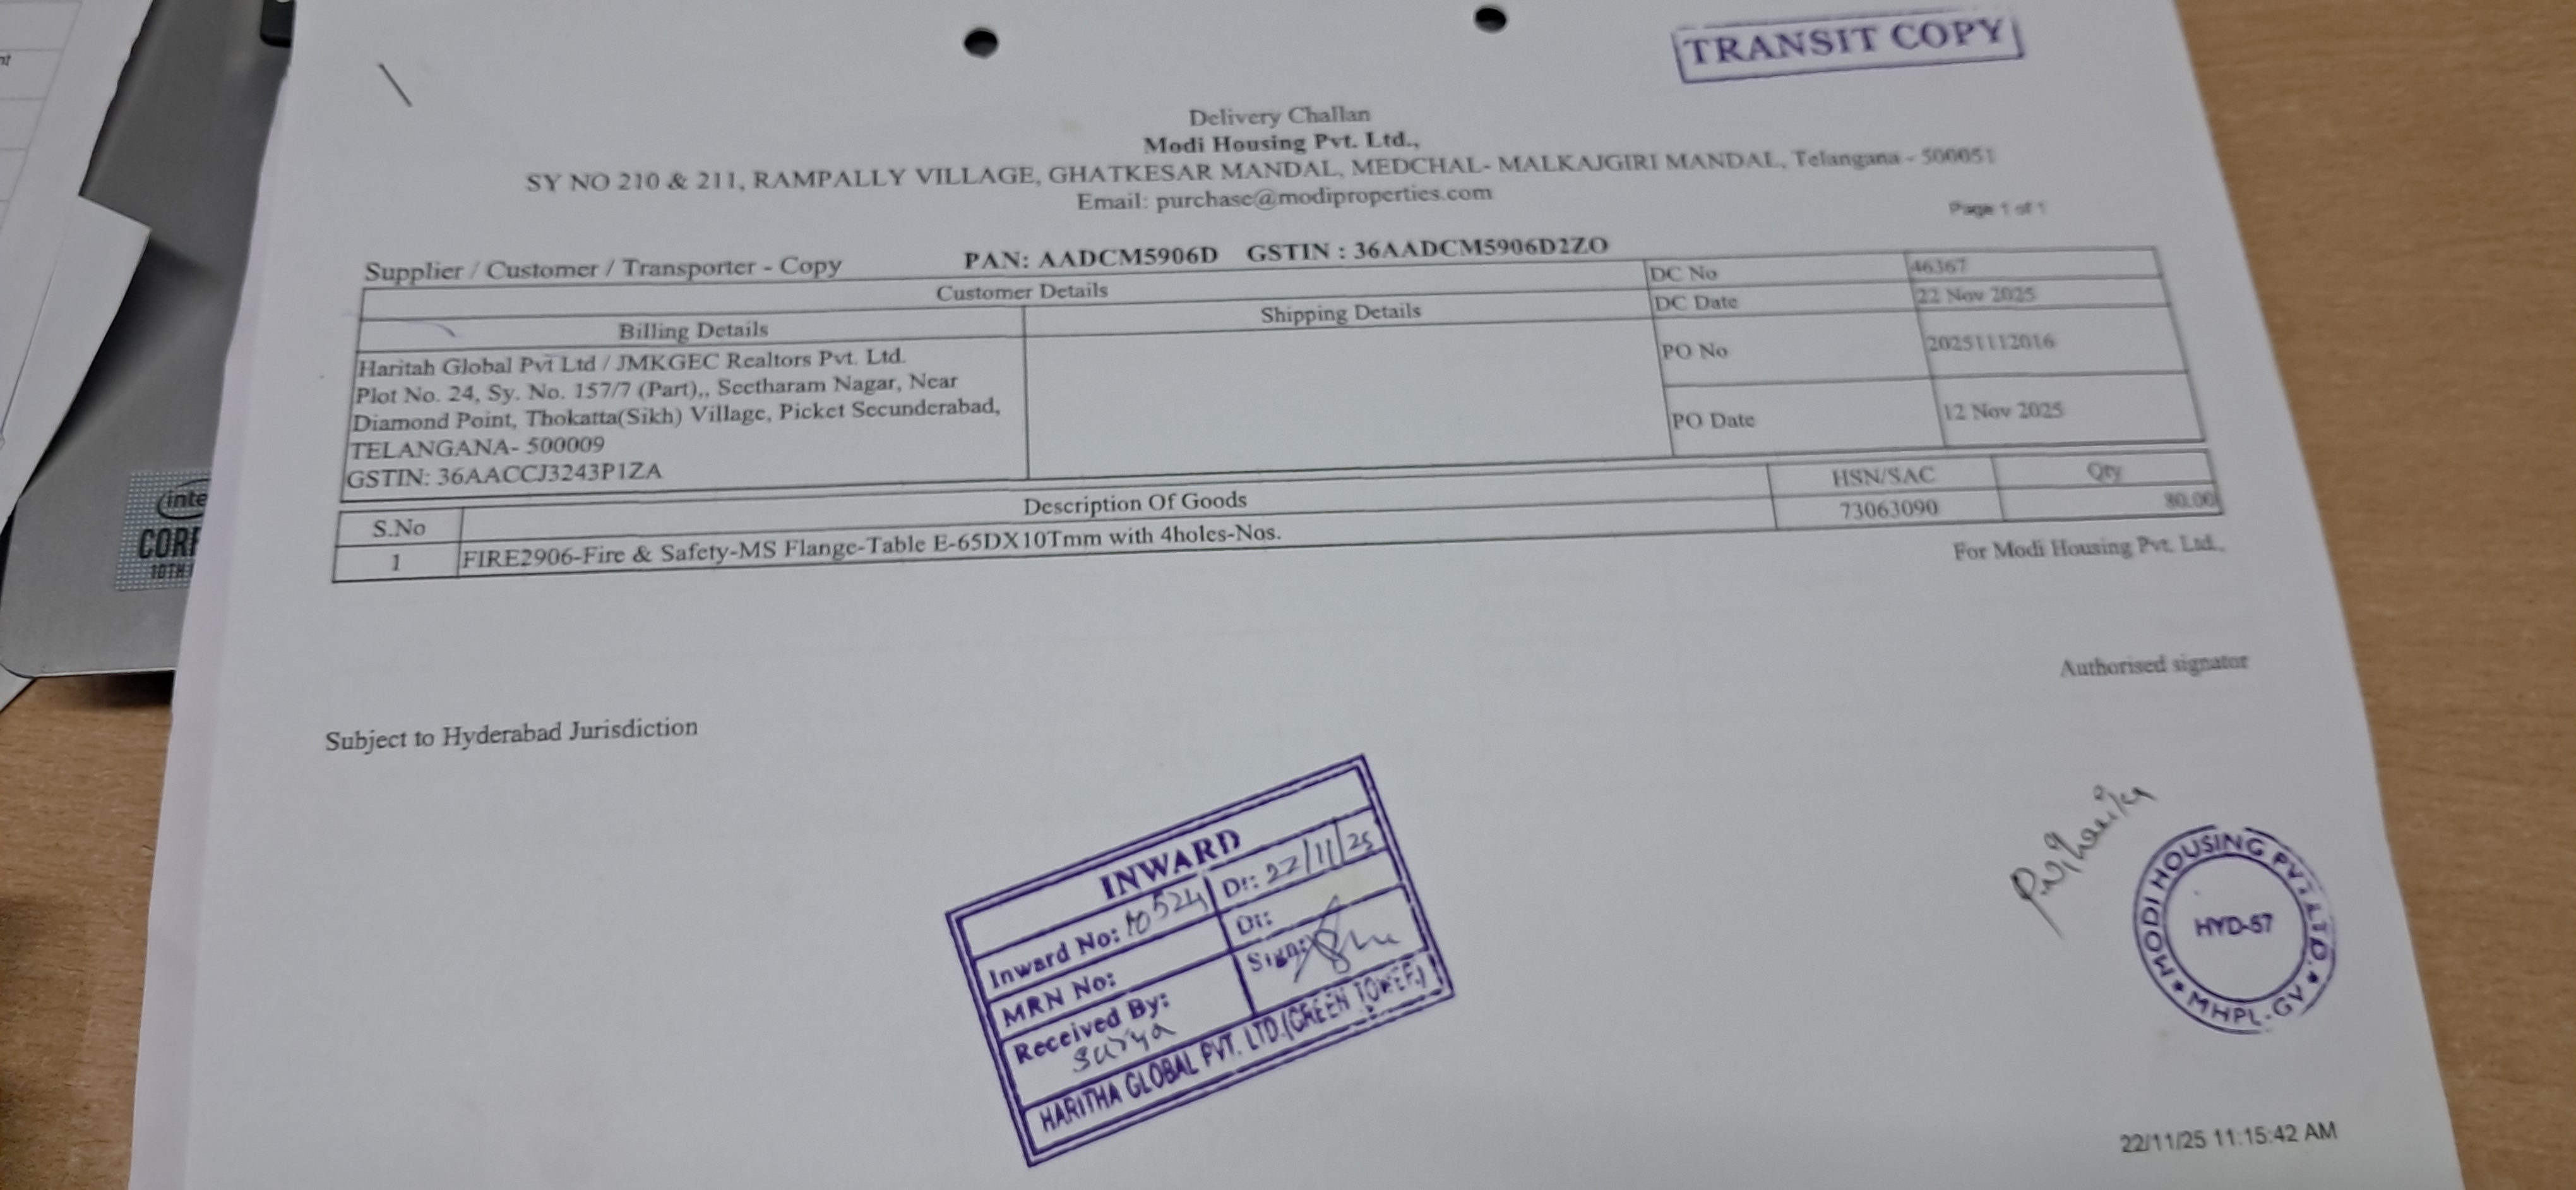 TRANSIT COPY
Delivery Challan
Modi Housing Pvt. Ltd.,
SY NO 210 & 211, RAMPALLY VILLAGE, GHATKESAR MANDAL, MEDCHAL- MALKAJGIRI MANDAL, Telangana - 500051
Email: purchase@modiproperties.com
Page 1 of 1
Supplier / Customer / Transporter - Copy
PAN: AADCM5906D GSTIN : 36AADCM5906D2ZO
Customer Details
DC No 46367
DC Date 22 Nov 2025
Billing Details
Shipping Details
Haritah Global Pvt Ltd / JMKGEC Realtors Pvt. Ltd.
Plot No. 24, Sy. No. 157/7 (Part),, Seetharam Nagar, Near
Diamond Point, Thokatta(Sikh) Village, Picket Secunderabad,
TELANGANA- 500009
GSTIN: 36AACCJ3243P1ZA
PO No 20251112016
PO Date 12 Nov 2025
S.No Description Of Goods HSN/SAC Qty
1 FIRE2906-Fire & Safety-MS Flange-Table E-65DX10Tmm with 4holes-Nos. 73063090 80.00
For Modi Housing Pvt. Ltd.,
Authorised signator
Subject to Hyderabad Jurisdiction
INWARD
Inward No: 10524 Dt: 22/11/25
MRN No: Dt:
Received By: Sign:
Surya
HARITHA GLOBAL PVT. LTD.(GREEN TOWER)
MODI HOUSING PVT. LTD.
HYD-57
MHPL.GV
22/11/25 11:15:42 AM
inte
CORE
10TH